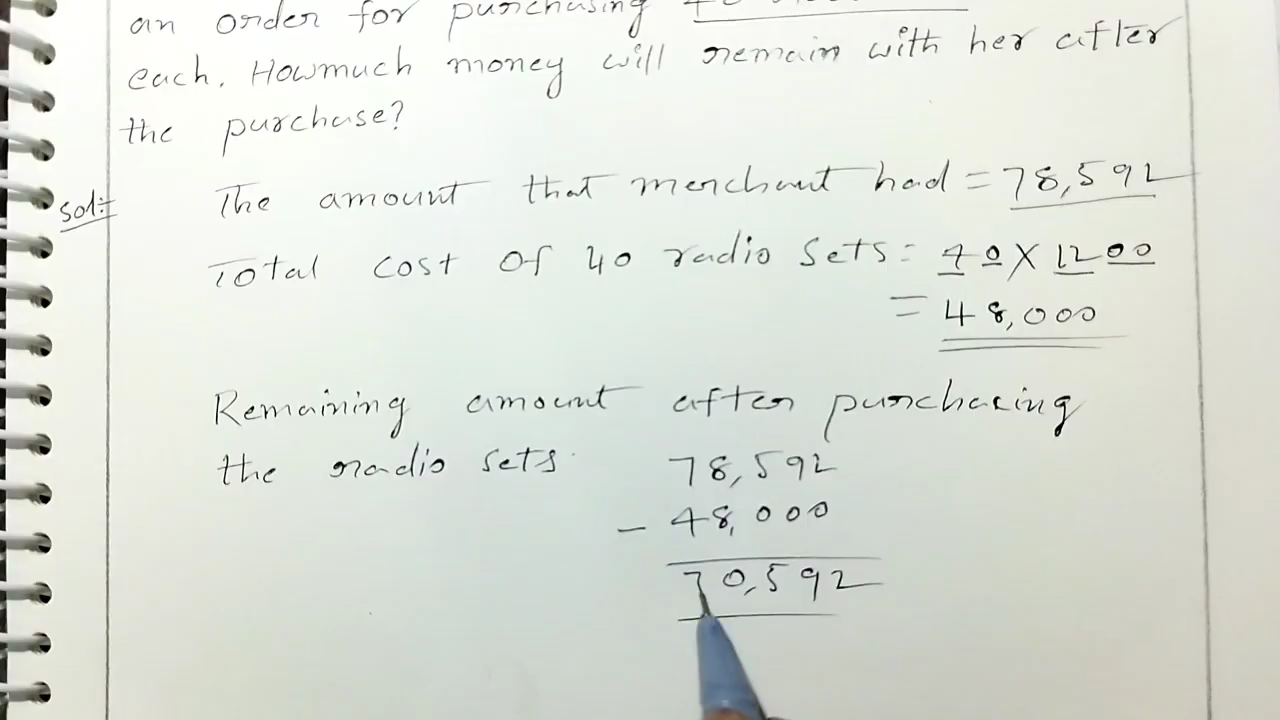 an order for purchasing
each. Howmuch money will remain with her after
the purchase?
Sol:-
The amount that merchant had = 78,592
Total cost of 40 radio sets = 40 X 1200
= 48,000
Remaining amount after purchasing
the radio sets 78,592
- 48,000
0,592